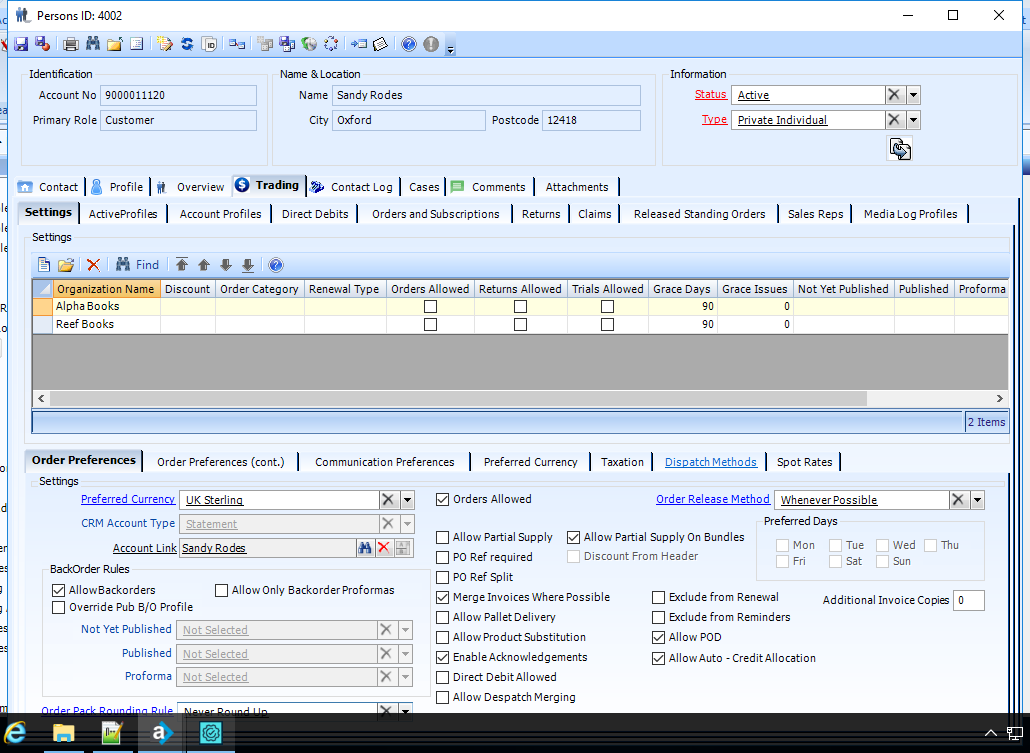 Persons ID: 4002
Identification
Name & Location
Information
Account No 9000011120
Name Sandy Rodes
Status Active
Primary Role Customer
City Oxford Postcode 12418
Type Private Individual
Contact Profile Overview Trading Contact Log Cases Comments Attachments
Settings ActiveProfiles Account Profiles Direct Debits Orders and Subscriptions Returns Claims Released Standing Orders Sales Reps Media Log Profiles
Settings
Find
Organization Name Discount Order Category Renewal Type Orders Allowed Returns Allowed Trials Allowed Grace Days Grace Issues Not Yet Published Published Proforma
Alpha Books 90 0
Reef Books 90 0
2 Items
Order Preferences Order Preferences (cont.) Communication Preferences Preferred Currency Taxation Dispatch Methods Spot Rates
Settings
Preferred Currency UK Sterling
Orders Allowed
Order Release Method Whenever Possible
CRM Account Type Statement
Preferred Days
Account Link Sandy Rodes
Allow Partial Supply Allow Partial Supply On Bundles
Mon Tue Wed Thu
PO Ref required Discount From Header
Fri Sat Sun
BackOrder Rules
PO Ref Split
AllowBackorders Allow Only Backorder Proformas
Merge Invoices Where Possible Exclude from Renewal
Additional Invoice Copies 0
Override Pub B/O Profile
Allow Pallet Delivery Exclude from Reminders
Not Yet Published Not Selected
Allow Product Substitution Allow POD
Published Not Selected
Enable Acknowledgements Allow Auto - Credit Allocation
Proforma Not Selected
Direct Debit Allowed
Allow Despatch Merging
Order Pack Rounding Rule Never Round Up